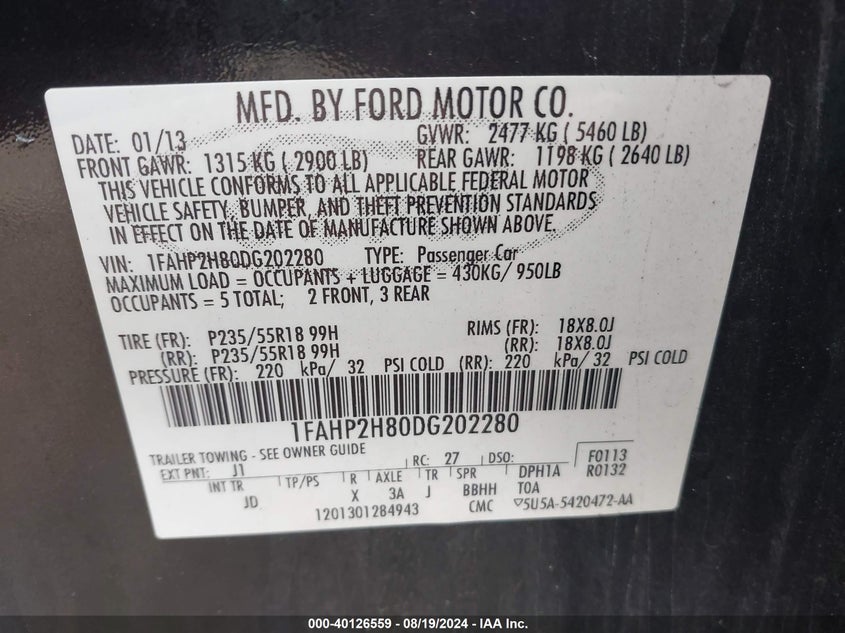 MFD. BY FORD MOTOR CO.
DATE: 01/13 GVWR: 2477 KG ( 5460 LB)
FRONT GAWR: 1315 KG ( 2900 LB) REAR GAWR: 1198 KG ( 2640 LB)
THIS VEHICLE CONFORMS TO ALL APPLICABLE FEDERAL MOTOR
VEHICLE SAFETY, BUMPER, AND THEFT PREVENTION STANDARDS
IN EFFECT ON THE DATE OF MANUFACTURE SHOWN ABOVE.
VIN: 1FAHP2H80DG202280 TYPE: Passenger Car
MAXIMUM LOAD = OCCUPANTS + LUGGAGE = 430KG/ 950LB
OCCUPANTS = 5 TOTAL; 2 FRONT, 3 REAR
TIRE (FR): P235/55R18 99H RIMS (FR): 18X8.0J
(RR): P235/55R18 99H (RR): 18X8.0J
PRESSURE (FR): 220 kPa/ 32 PSI COLD (RR): 220 kPa/ 32 PSI COLD
1FAHP2H80DG202280
TRAILER TOWING - SEE OWNER GUIDE
EXT PNT: J1 RC: 27 DSO: F0113
INT TR TP/PS R AXLE TR SPR DPH1A R0132
JD X 3A J BBHH TOA
1201301284943 CMC ▽5U5A-5420472-AA
000-40126559 - 08/19/2024 - IAA Inc.